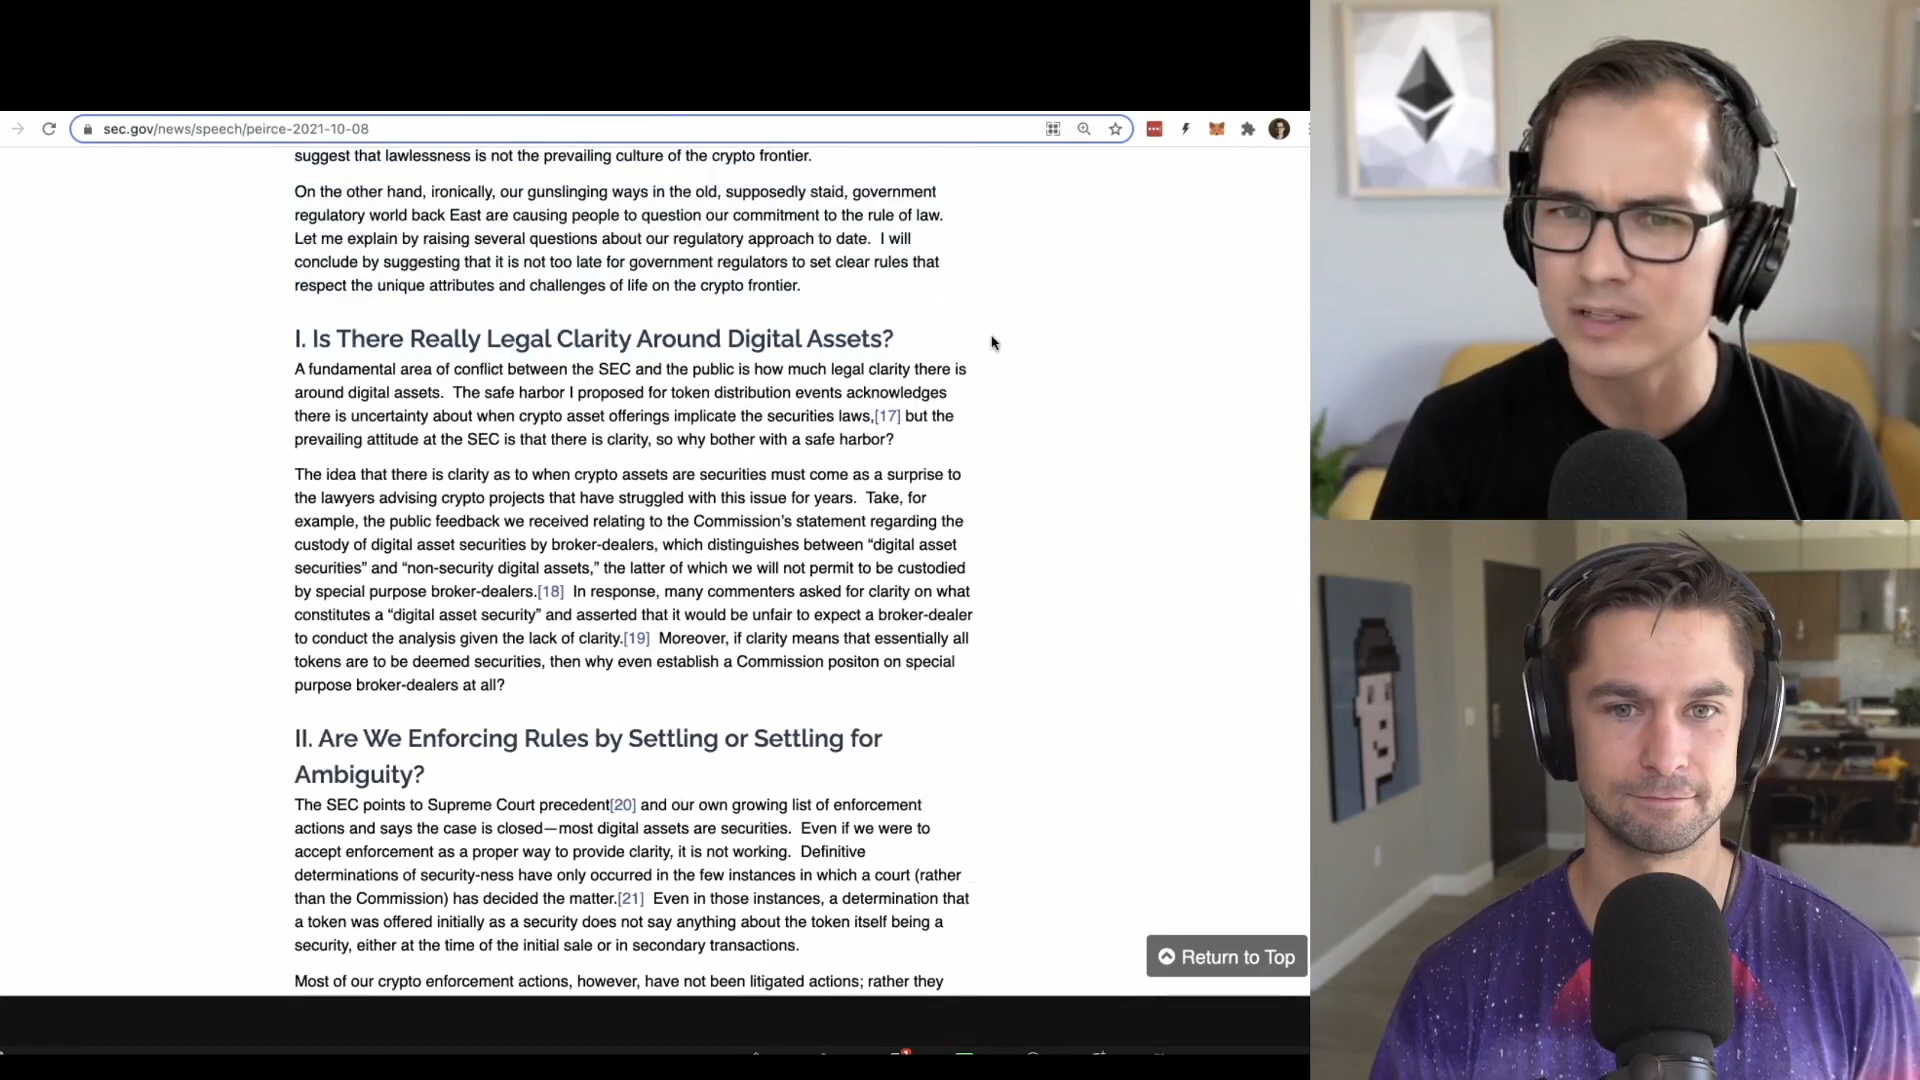 sec.gov/news/speech/peirce-2021-10-08
suggest that lawlessness is not the prevailing culture of the crypto frontier.
On the other hand, ironically, our gunslinging ways in the old, supposedly staid, government
regulatory world back East are causing people to question our commitment to the rule of law.
Let me explain by raising several questions about our regulatory approach to date.  I will
conclude by suggesting that it is not too late for government regulators to set clear rules that
respect the unique attributes and challenges of life on the crypto frontier.
I. Is There Really Legal Clarity Around Digital Assets?
A fundamental area of conflict between the SEC and the public is how much legal clarity there is
around digital assets.  The safe harbor I proposed for token distribution events acknowledges
there is uncertainty about when crypto asset offerings implicate the securities laws,[17] but the
prevailing attitude at the SEC is that there is clarity, so why bother with a safe harbor?
The idea that there is clarity as to when crypto assets are securities must come as a surprise to
the lawyers advising crypto projects that have struggled with this issue for years.  Take, for
example, the public feedback we received relating to the Commission’s statement regarding the
custody of digital asset securities by broker-dealers, which distinguishes between “digital asset
securities” and “non-security digital assets,” the latter of which we will not permit to be custodied
by special purpose broker-dealers.[18]  In response, many commenters asked for clarity on what
constitutes a “digital asset security” and asserted that it would be unfair to expect a broker-dealer
to conduct the analysis given the lack of clarity.[19]  Moreover, if clarity means that essentially all
tokens are to be deemed securities, then why even establish a Commission positon on special
purpose broker-dealers at all?
II. Are We Enforcing Rules by Settling or Settling for
Ambiguity?
The SEC points to Supreme Court precedent[20] and our own growing list of enforcement
actions and says the case is closed—most digital assets are securities.  Even if we were to
accept enforcement as a proper way to provide clarity, it is not working.  Definitive
determinations of security-ness have only occurred in the few instances in which a court (rather
than the Commission) has decided the matter.[21]  Even in those instances, a determination that
a token was offered initially as a security does not say anything about the token itself being a
security, either at the time of the initial sale or in secondary transactions.
Return to Top
Most of our crypto enforcement actions, however, have not been litigated actions; rather they